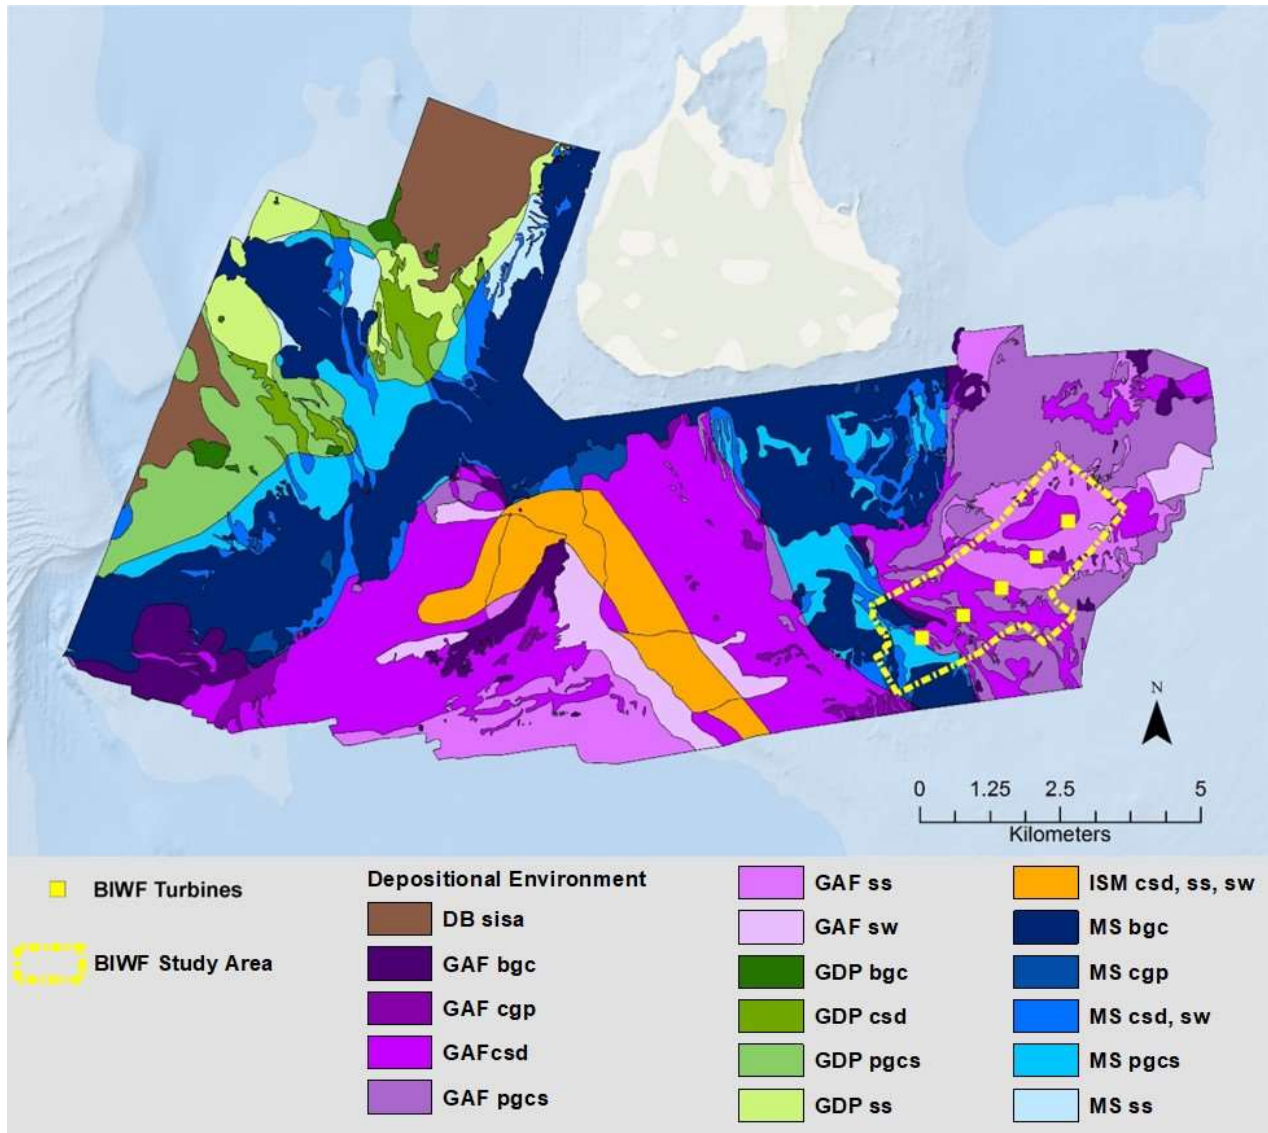 N
0 1.25 2.5 5
Kilometers
BIWF Turbines
BIWF Study Area
Depositional Environment
DB sisa
GAF bgc
GAF cgp
GAFcsd
GAF pgcs
GAF ss
GAF sw
GDP bgc
GDP csd
GDP pgcs
GDP ss
ISM csd, ss, sw
MS bgc
MS cgp
MS csd, sw
MS pgcs
MS ss